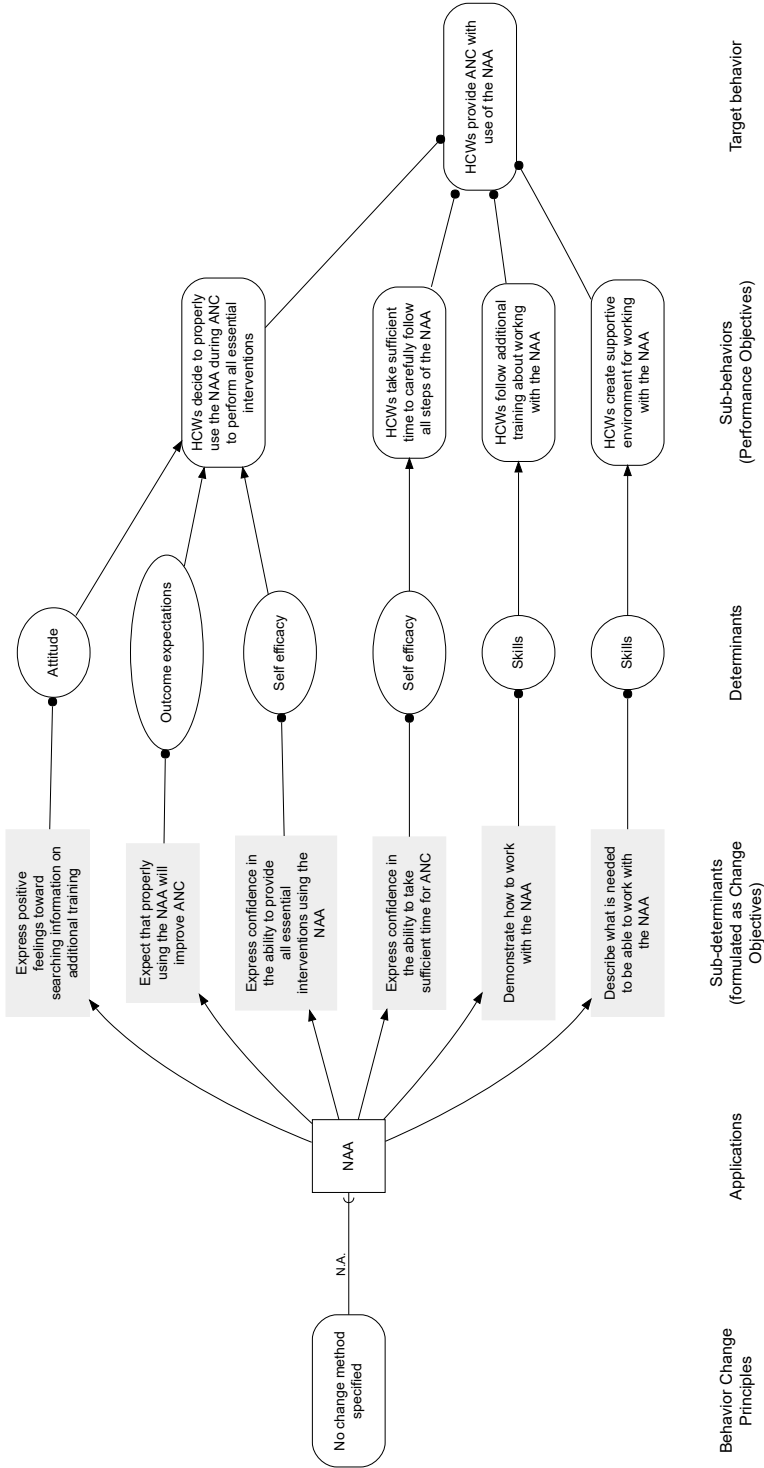 No change method
specified
N.A.
NAA
Express positive
feelings toward
searching information on
additional training
Expect that properly
using the NAA will
improve ANC
Express confidence in
the ability to provide
all essential
interventions using the
NAA
Express confidence in
the ability to take
sufficient time for ANC
Demonstrate how to work
with the NAA
Describe what is needed
to be able to work with
the NAA
Attitude
Outcome expectations
Self efficacy
Self efficacy
Skills
Skills
HCWs decide to properly
use the NAA during ANC
to perform all essential
interventions
HCWs take sufficient
time to carefully follow
all steps of the NAA
HCWs follow additional
training about workng
with the NAA
HCWs create supportive
environment for working
with the NAA
HCWs provide ANC with
use of the NAA
Behavior Change
Principles
Applications
Sub-determinants
(formulated as Change
Objectives)
Determinants
Sub-behaviors
(Performance Objectives)
Target behavior